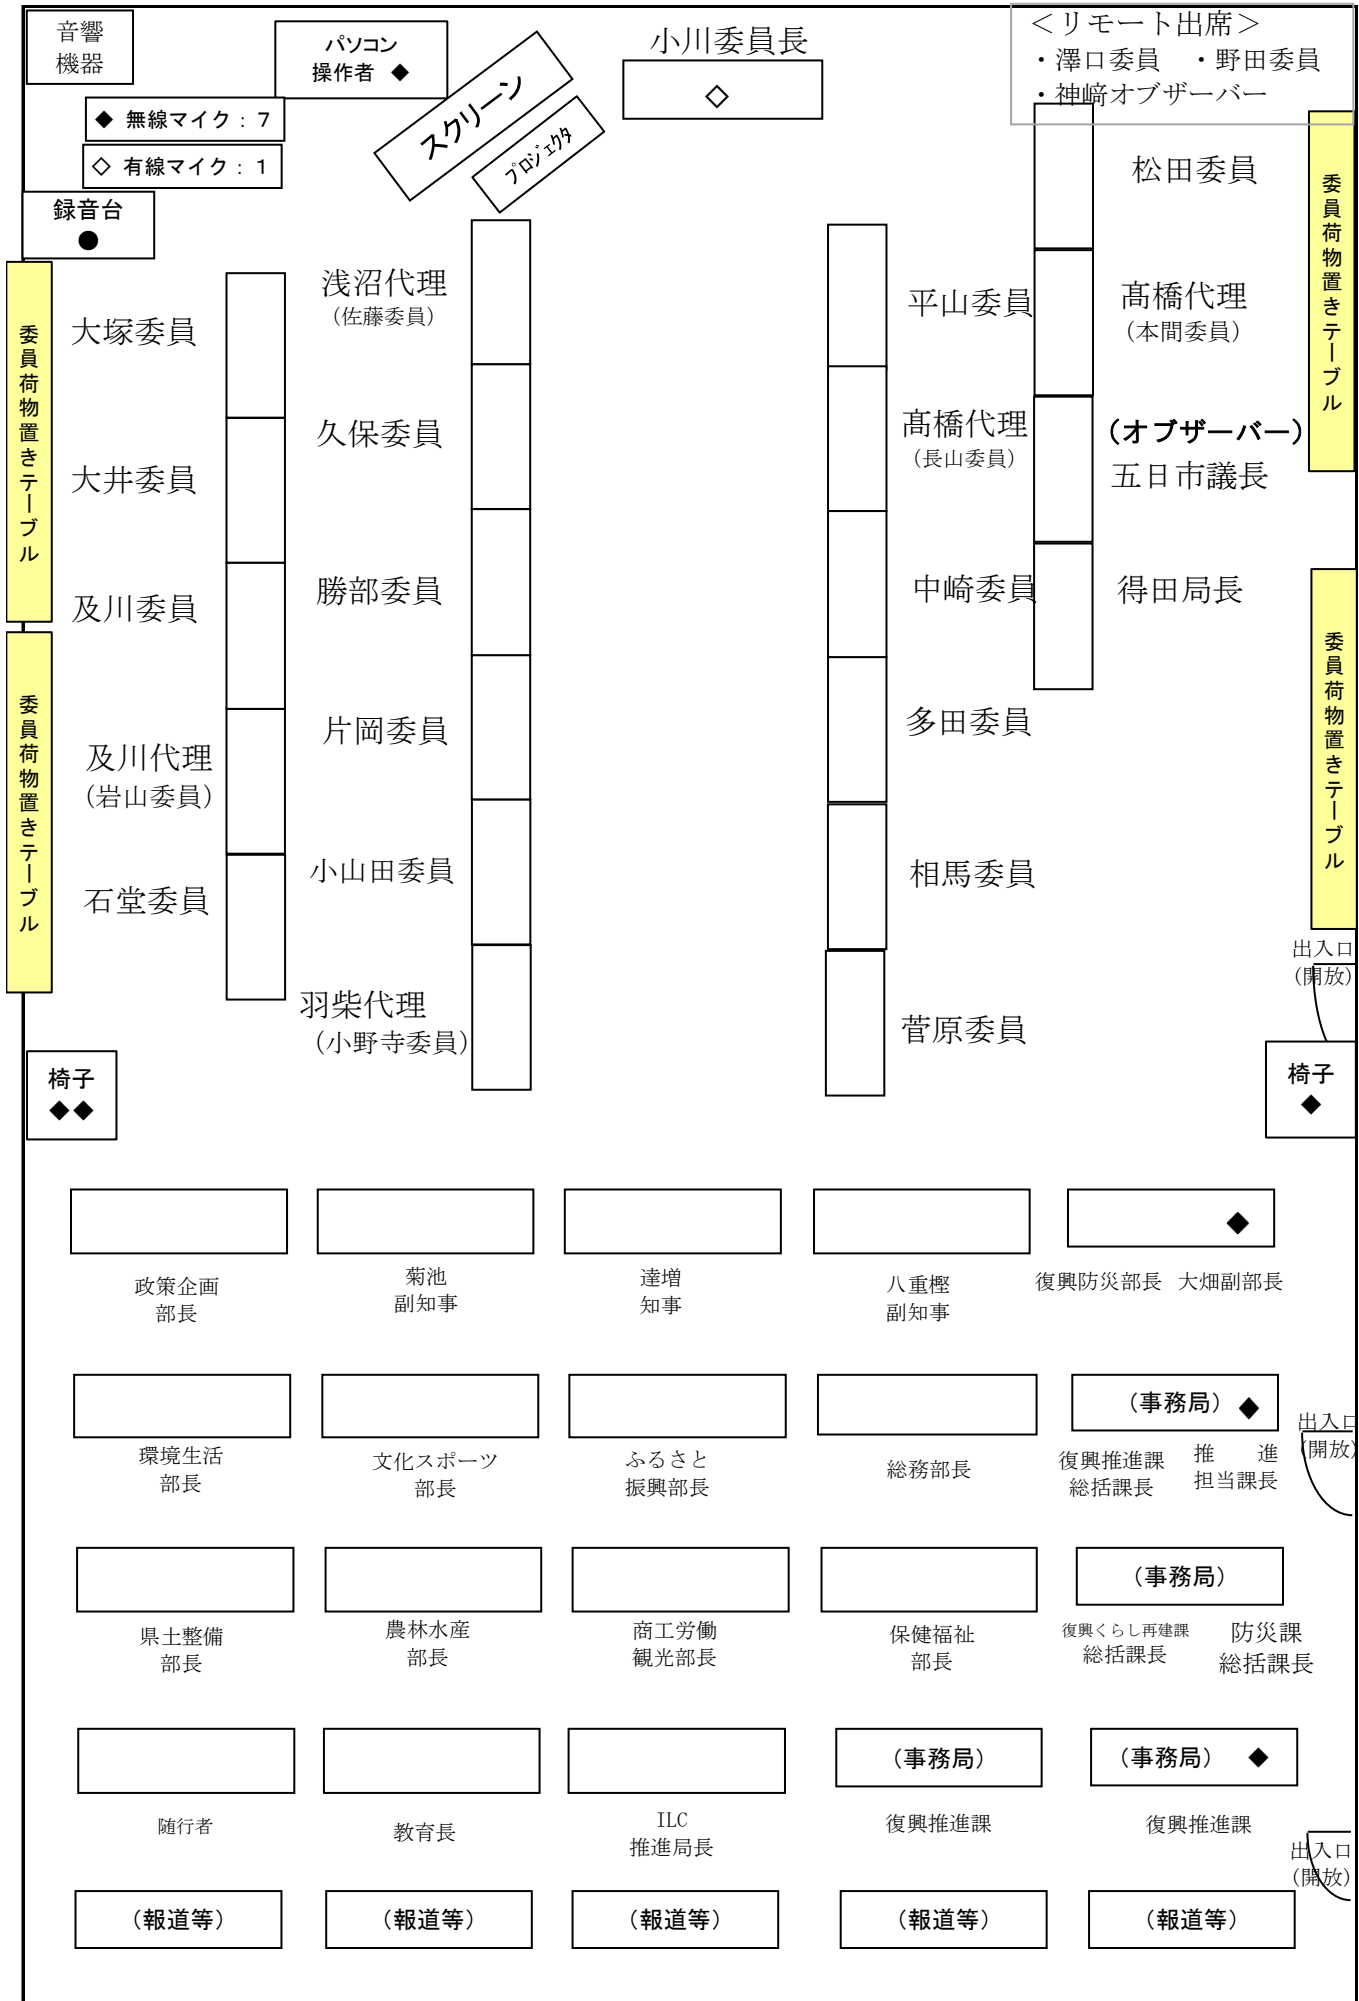 音響
機器
パソコン
操作者 ◆
スクリーン
プロジェクタ
小川委員長
◇
＜リモート出席＞
・澤口委員　・野田委員
・神﨑オブザーバー
◆ 無線マイク：７
◇ 有線マイク：１
録音台
●
委員荷物置きテーブル
委員荷物置きテーブル
大塚委員
大井委員
及川委員
及川代理
（岩山委員）
石堂委員
浅沼代理
（佐藤委員）
久保委員
勝部委員
片岡委員
小山田委員
羽柴代理
（小野寺委員）
平山委員
髙橋代理
（長山委員）
中崎委員
多田委員
相馬委員
菅原委員
松田委員
髙橋代理
（本間委員）
（オブザーバー）
五日市議長
得田局長
委員荷物置きテーブル
委員荷物置きテーブル
出入口
（開放）
椅子
◆◆
椅子
◆
◆
政策企画
部長
菊池
副知事
達増
知事
八重樫
副知事
復興防災部長 大畑副部長
（事務局） ◆
環境生活
部長
文化スポーツ
部長
ふるさと
振興部長
総務部長
復興推進課
総括課長
推　進
担当課長
出入口
（開放）
（事務局）
県土整備
部長
農林水産
部長
商工労働
観光部長
保健福祉
部長
復興くらし再建課
総括課長
防災課
総括課長
（事務局）
（事務局） ◆
随行者
教育長
ILC
推進局長
復興推進課
復興推進課
出入口
（開放）
（報道等）
（報道等）
（報道等）
（報道等）
（報道等）